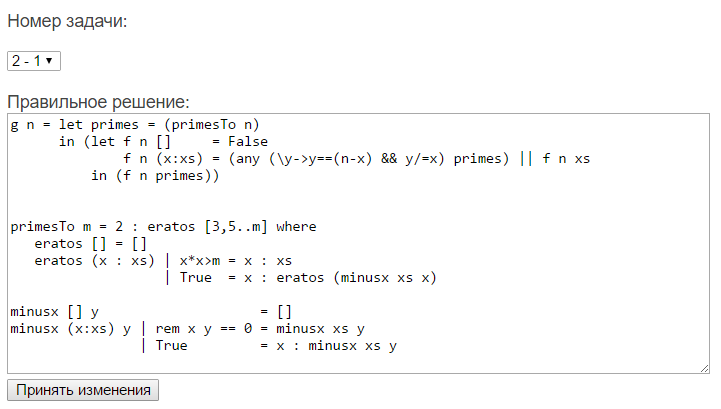 Номер задачи:
2 - 1
Правильное решение:
g n = let primes = (primesTo n)
      in (let f n []     = False
              f n (x:xs) = (any (\y->y==(n-x) && y/=x) primes) || f n xs
          in (f n primes))
primesTo m = 2 : eratos [3,5..m] where
   eratos [] = []
   eratos (x : xs) | x*x>m = x : xs
                   | True  = x : eratos (minusx xs x)
minusx [] y                    = []
minusx (x:xs) y | rem x y == 0 = minusx xs y
                | True         = x : minusx xs y
Принять изменения